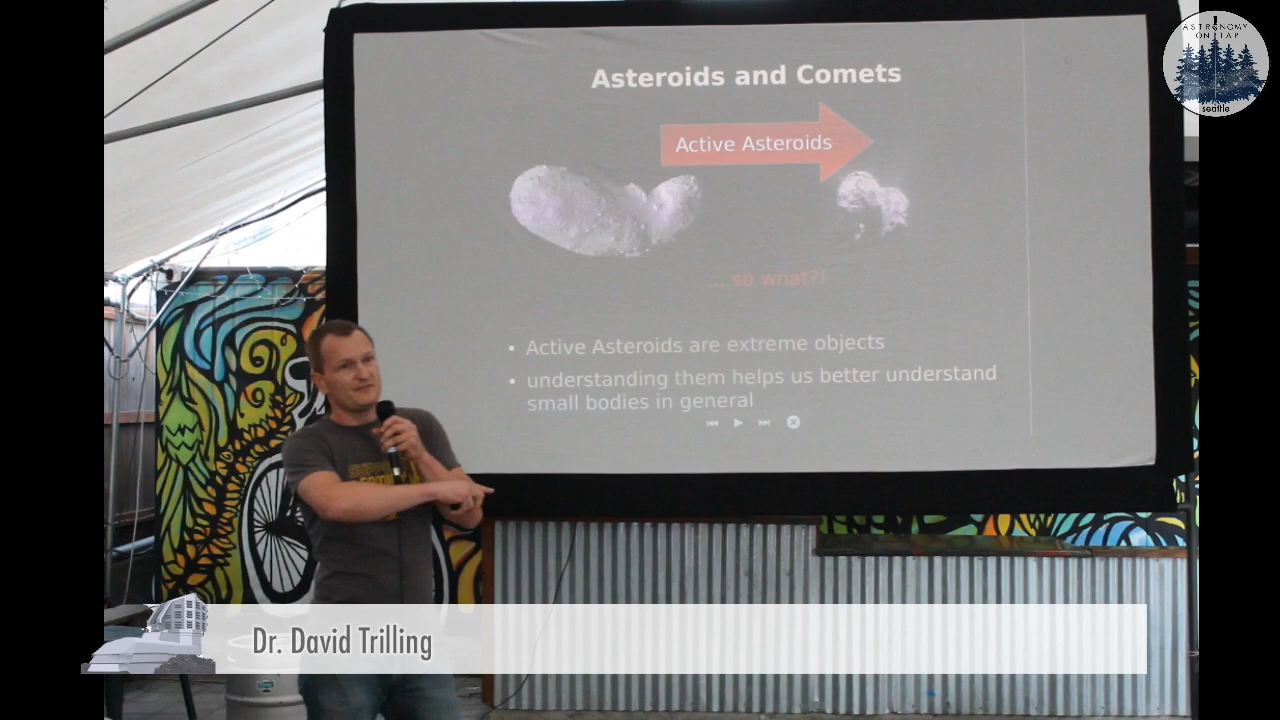 ASTRONOMY
ON TAP
seattle
Asteroids and Comets
Active Asteroids
... so what?!
• Active Asteroids are extreme objects
• understanding them helps us better understand
small bodies in general
Dr. David Trilling